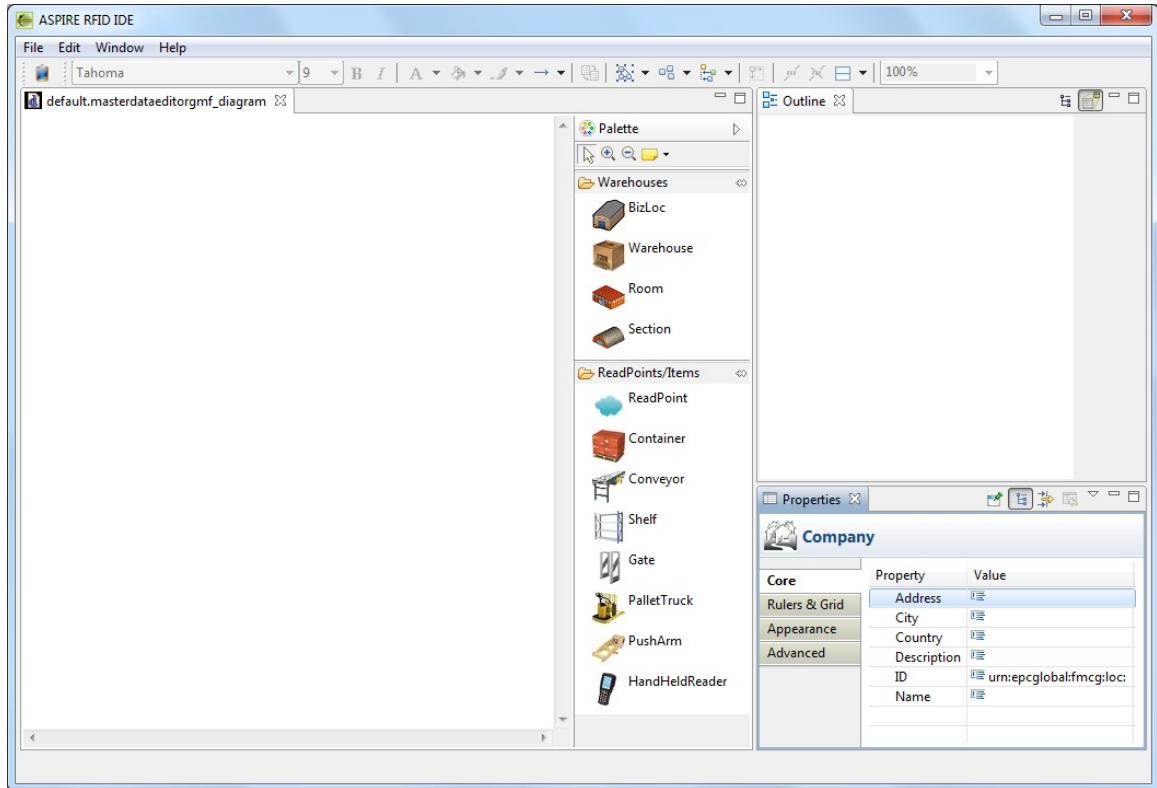 ASPIRE RFID IDE
File Edit Window Help
Tahoma 9 B I A 100%
default.masterdataeditorgmf_diagram
Palette
Warehouses
BizLoc
Warehouse
Room
Section
ReadPoints/Items
ReadPoint
Container
Conveyor
Shelf
Gate
PalletTruck
PushArm
HandHeldReader
Outline
Properties
Company
Core
Rulers & Grid
Appearance
Advanced
Property Value
Address
City
Country
Description
ID urn:epcglobal:fmcg:loc:
Name